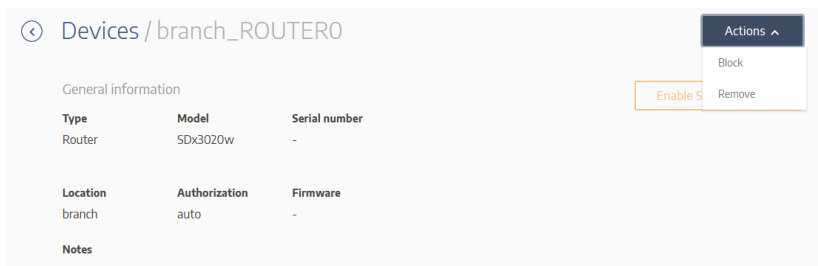 Devices / branch_ROUTER0
Actions
Block
Remove
General information
Enable S
Type Model Serial number
Router SDx3020w -
Location Authorization Firmware
branch auto -
Notes